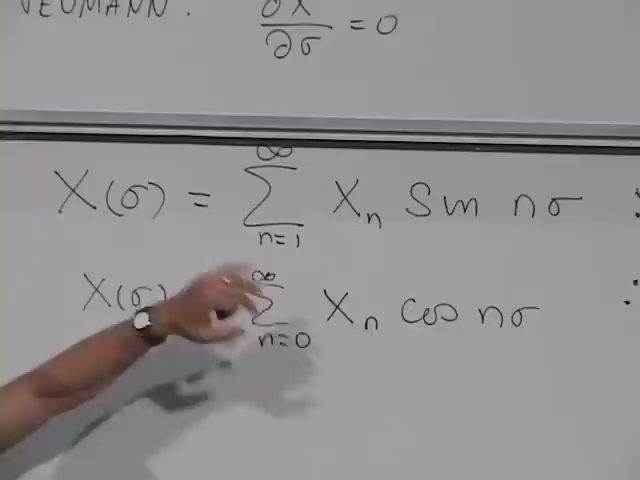 NEUMANN. ∂X/∂σ = 0
X(σ) = ∑_{n=1}^{∞} X_n Sin nσ :
X(σ) ∑_{n=0}^{∞} X_n cos nσ :